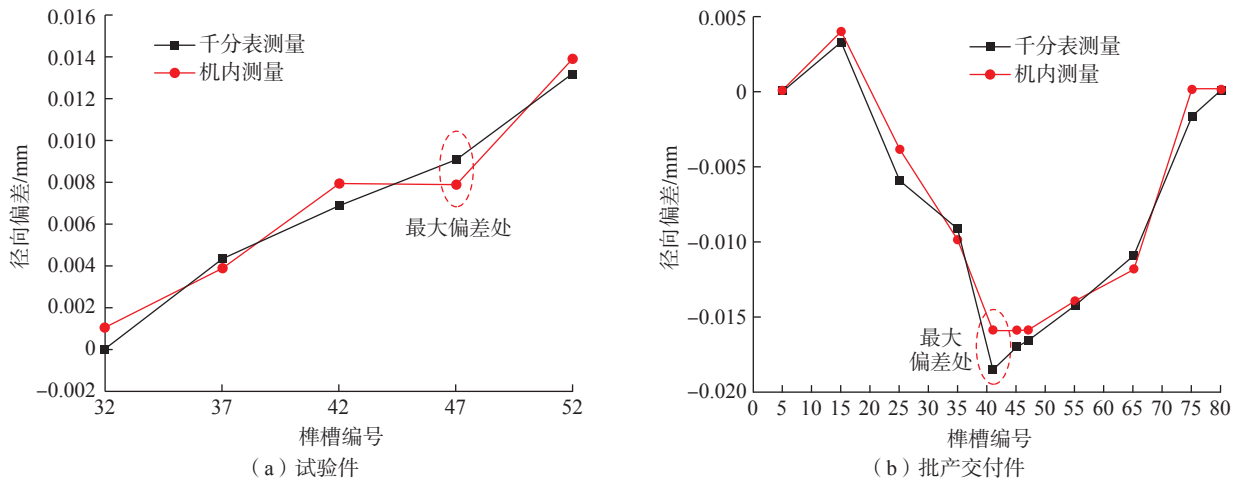 0.016
0.014
0.012
0.010
0.008
0.006
0.004
0.002
0
−0.002
径向偏差/mm
千分表测量
机内测量
最大偏差处
32 37 42 47 52
榫槽编号
（a）试验件
0.005
0
−0.005
−0.010
−0.015
−0.020
径向偏差/mm
千分表测量
机内测量
最大
偏差处
0 5 10 15 20 25 30 35 40 45 50 55 60 65 70 75 80
榫槽编号
（b）批产交付件